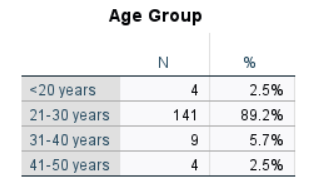 Age Group
N %
<20 years 4 2.5%
21-30 years 141 89.2%
31-40 years 9 5.7%
41-50 years 4 2.5%